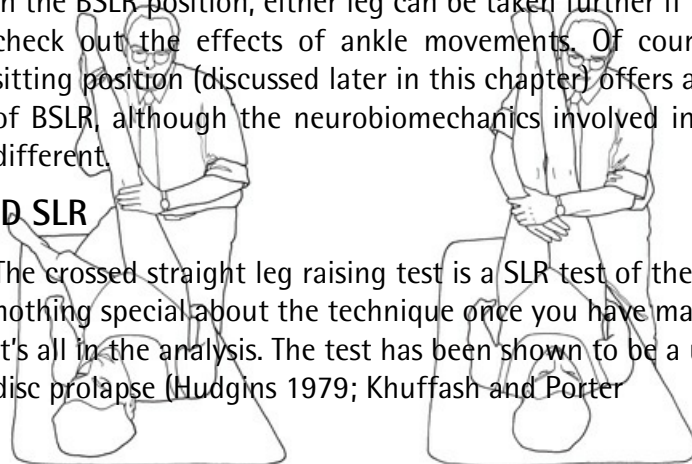 In the BSLR position, either leg can be taken further if
check out the effects of ankle movements. Of cour
sitting position (discussed later in this chapter) offers a
of BSLR, although the neurobiomechanics involved in
different.
D SLR
The crossed straight leg raising test is a SLR test of the
nothing special about the technique once you have ma
it's all in the analysis. The test has been shown to be a u
disc prolapse (Hudgins 1979; Khuffash and Porter